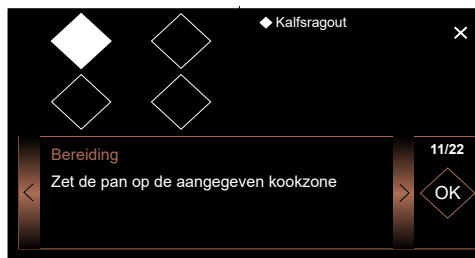 Kalfsragout
Bereiding
11/22
Zet de pan op de aangegeven kookzone
OK